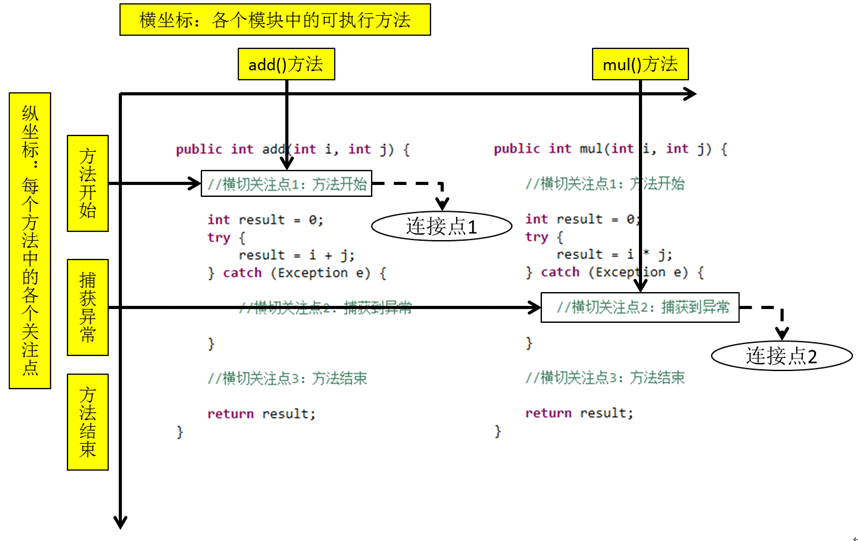 横坐标：各个模块中的可执行方法
add()方法
mul()方法
纵坐标：每个方法中的各个关注点
方法开始
捕获异常
方法结束
public int add(int i, int j) {
//横切关注点1：方法开始
int result = 0;
try {
result = i + j;
} catch (Exception e) {
//横切关注点2：捕获到异常
}
//横切关注点3：方法结束
return result;
}
连接点1
public int mul(int i, int j) {
//横切关注点1：方法开始
int result = 0;
try {
result = i * j;
} catch (Exception e) {
//横切关注点2：捕获到异常
}
//横切关注点3：方法结束
return result;
}
连接点2